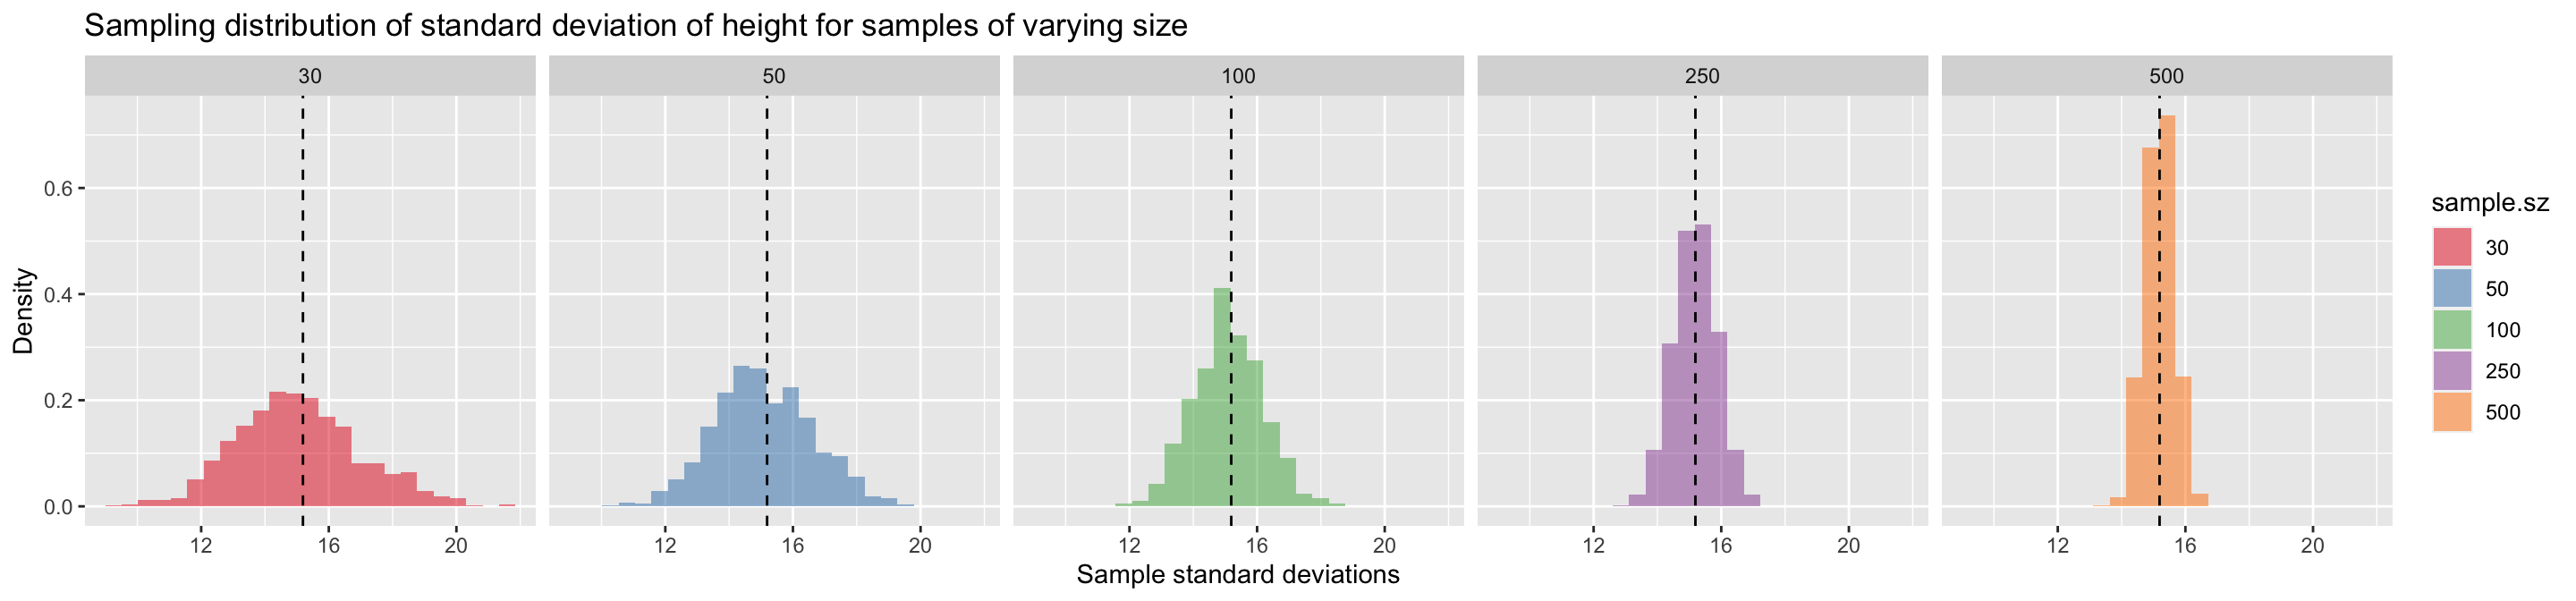 Sampling distribution of standard deviation of height for samples of varying size
30
50
100
250
500
Density
0.6
0.4
0.2
0.0
12 16 20
12 16 20
12 16 20
12 16 20
12 16 20
Sample standard deviations
sample.sz
30
50
100
250
500